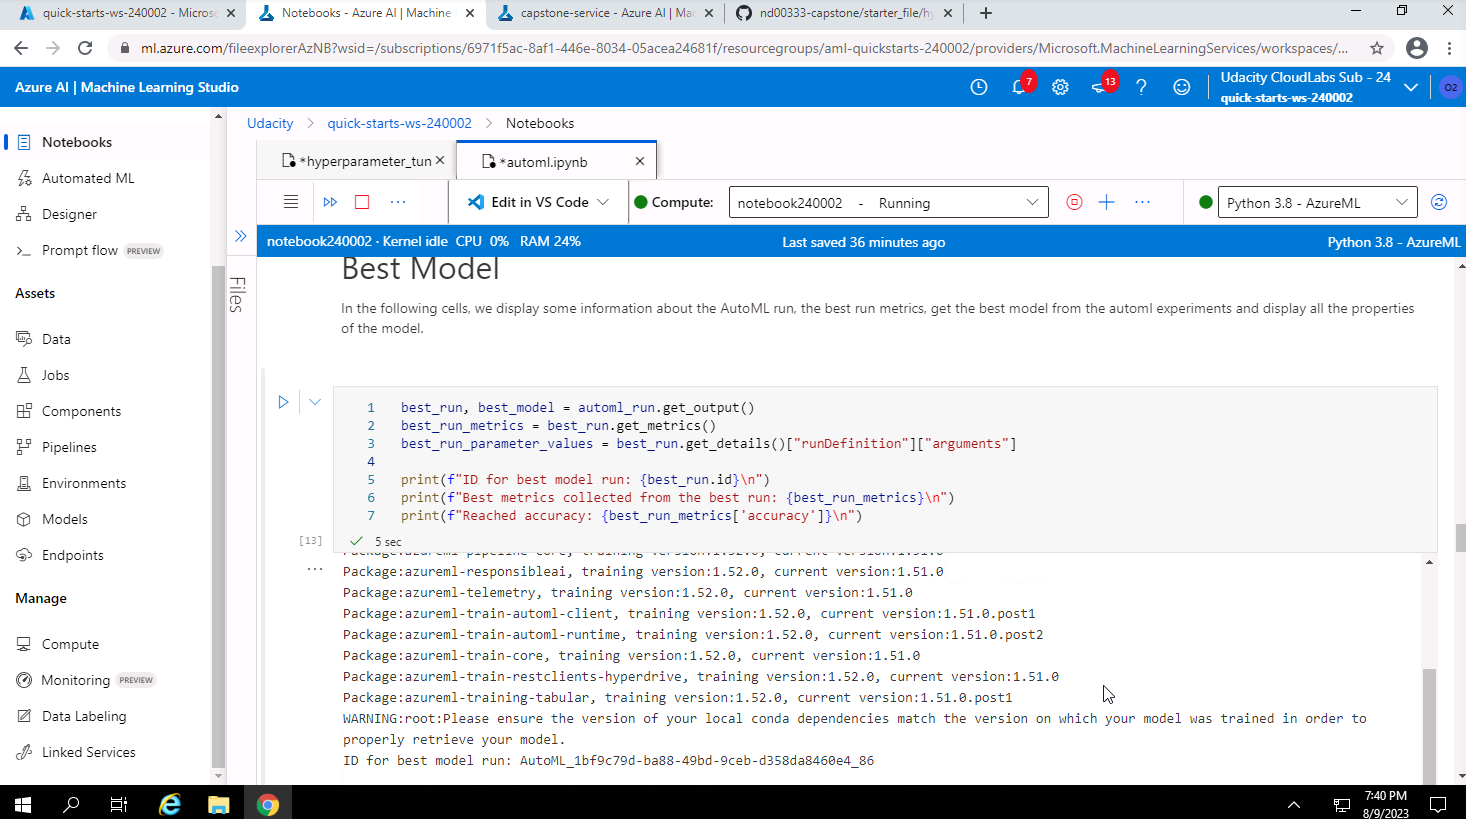 quick-starts-ws-240002 - Micros
Notebooks - Azure AI | Machine
capstone-service - Azure AI | Ma
nd00333-capstone/starter_file/hy
ml.azure.com/fileexplorerAzNB?wsid=/subscriptions/6971f5ac-8af1-446e-8034-05acea24681f/resourcegroups/aml-quickstarts-240002/providers/Microsoft.MachineLearningServices/workspaces/...
Azure AI | Machine Learning Studio
7
13
?
Udacity CloudLabs Sub - 24
quick-starts-ws-240002
O2
Udacity > quick-starts-ws-240002 > Notebooks
Notebooks
Automated ML
Designer
Prompt flow PREVIEW
Assets
Data
Jobs
Components
Pipelines
Environments
Models
Endpoints
Manage
Compute
Monitoring PREVIEW
Data Labeling
Linked Services
Files
*hyperparameter_tun
*automl.ipynb
Edit in VS Code
Compute:
notebook240002 - Running
Python 3.8 - AzureML
notebook240002 · Kernel idle CPU 0% RAM 24%
Last saved 36 minutes ago
Python 3.8 - AzureML
Best Model
In the following cells, we display some information about the AutoML run, the best run metrics, get the best model from the automl experiments and display all the properties
of the model.
1 best_run, best_model = automl_run.get_output()
2 best_run_metrics = best_run.get_metrics()
3 best_run_parameter_values = best_run.get_details()["runDefinition"]["arguments"]
4
5 print(f"ID for best model run: {best_run.id}\n")
6 print(f"Best metrics collected from the best run: {best_run_metrics}\n")
7 print(f"Reached accuracy: {best_run_metrics['accuracy']}\n")
[13]
5 sec
Package:azureml-pipeline-core, training version:1.52.0, current version:1.51.0
Package:azureml-responsibleai, training version:1.52.0, current version:1.51.0
Package:azureml-telemetry, training version:1.52.0, current version:1.51.0
Package:azureml-train-automl-client, training version:1.52.0, current version:1.51.0.post1
Package:azureml-train-automl-runtime, training version:1.52.0, current version:1.51.0.post2
Package:azureml-train-core, training version:1.52.0, current version:1.51.0
Package:azureml-train-restclients-hyperdrive, training version:1.52.0, current version:1.51.0
Package:azureml-training-tabular, training version:1.52.0, current version:1.51.0.post1
WARNING:root:Please ensure the version of your local conda dependencies match the version on which your model was trained in order to
properly retrieve your model.
ID for best model run: AutoML_1bf9c79d-ba88-49bd-9ceb-d358da8460e4_86
7:40 PM
8/9/2023